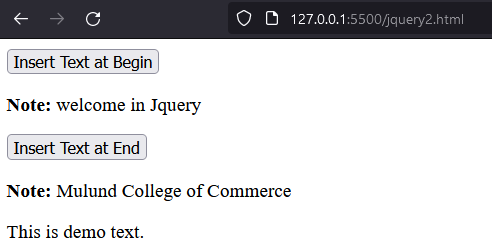 127.0.0.1:5500/jquery2.html
Insert Text at Begin
Note: welcome in Jquery
Insert Text at End
Note: Mulund College of Commerce
This is demo text.